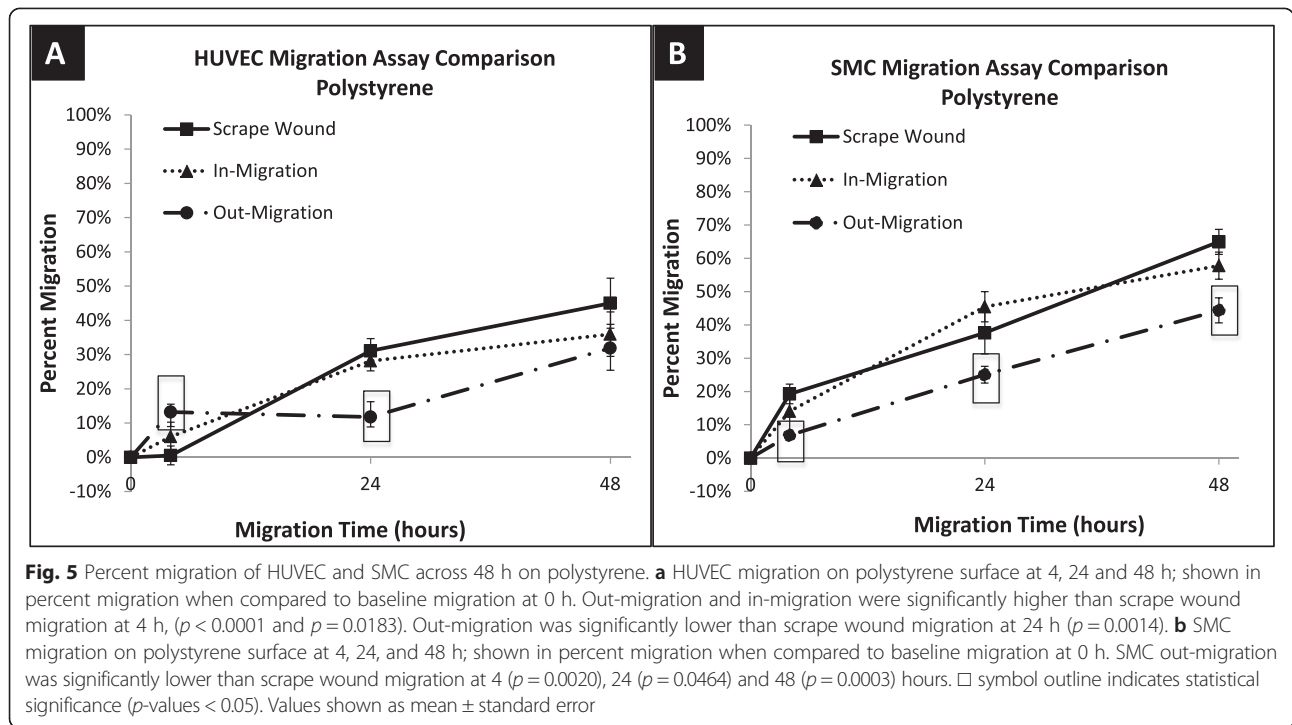 A
HUVEC Migration Assay Comparison
Polystyrene
100%
90%
80%
70%
60%
50%
40%
30%
20%
10%
0%
-10%
Scrape Wound
In-Migration
Out-Migration
Percent Migration
0
24
48
Migration Time (hours)
B
SMC Migration Assay Comparison
Polystyrene
100%
90%
80%
70%
60%
50%
40%
30%
20%
10%
0%
-10%
Scrape Wound
In-Migration
Out-Migration
Percent Migration
0
24
48
Migration Time (hours)
Fig. 5 Percent migration of HUVEC and SMC across 48 h on polystyrene. a HUVEC migration on polystyrene surface at 4, 24 and 48 h; shown in
percent migration when compared to baseline migration at 0 h. Out-migration and in-migration were significantly higher than scrape wound
migration at 4 h, (p < 0.0001 and p = 0.0183). Out-migration was significantly lower than scrape wound migration at 24 h (p = 0.0014). b SMC
migration on polystyrene surface at 4, 24, and 48 h; shown in percent migration when compared to baseline migration at 0 h. SMC out-migration
was significantly lower than scrape wound migration at 4 (p = 0.0020), 24 (p = 0.0464) and 48 (p = 0.0003) hours. □ symbol outline indicates statistical
significance (p-values < 0.05). Values shown as mean ± standard error